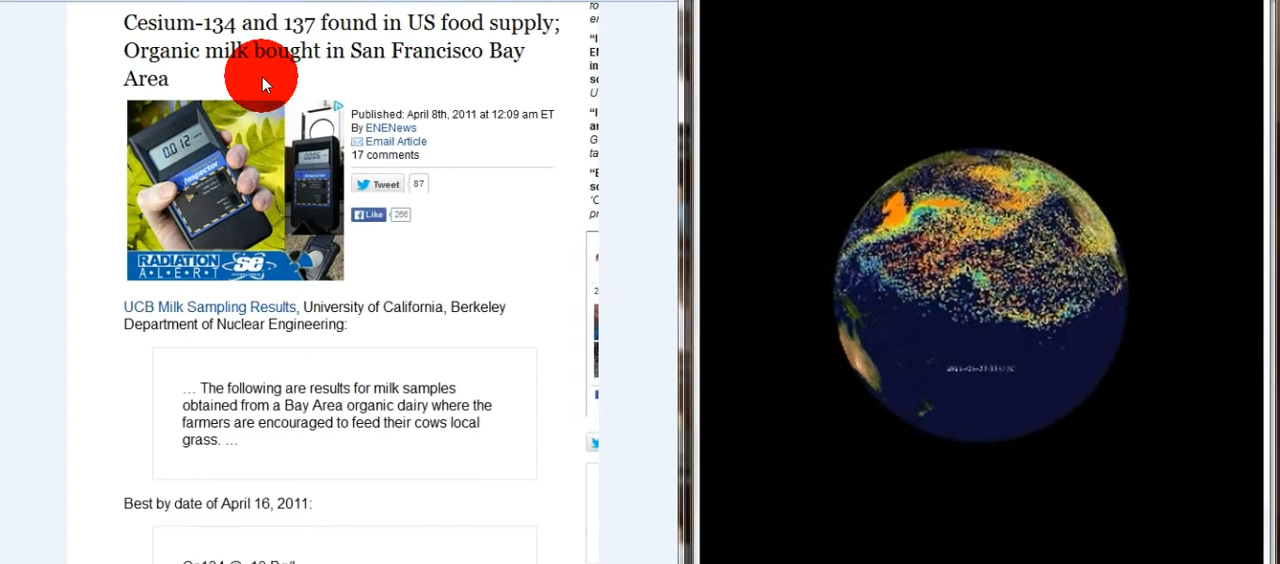 Cesium-134 and 137 found in US food supply;
Organic milk bought in San Francisco Bay
Area
0.012
Inspector
RADIATION
A·L·E·R·T
se
Published: April 8th, 2011 at 12:09 am ET
By ENENews
Email Article
17 comments
Tweet 87
Like 266
UCB Milk Sampling Results, University of California, Berkeley
Department of Nuclear Engineering:
… The following are results for milk samples
obtained from a Bay Area organic dairy where the
farmers are encouraged to feed their cows local
grass. …
Best by date of April 16, 2011: